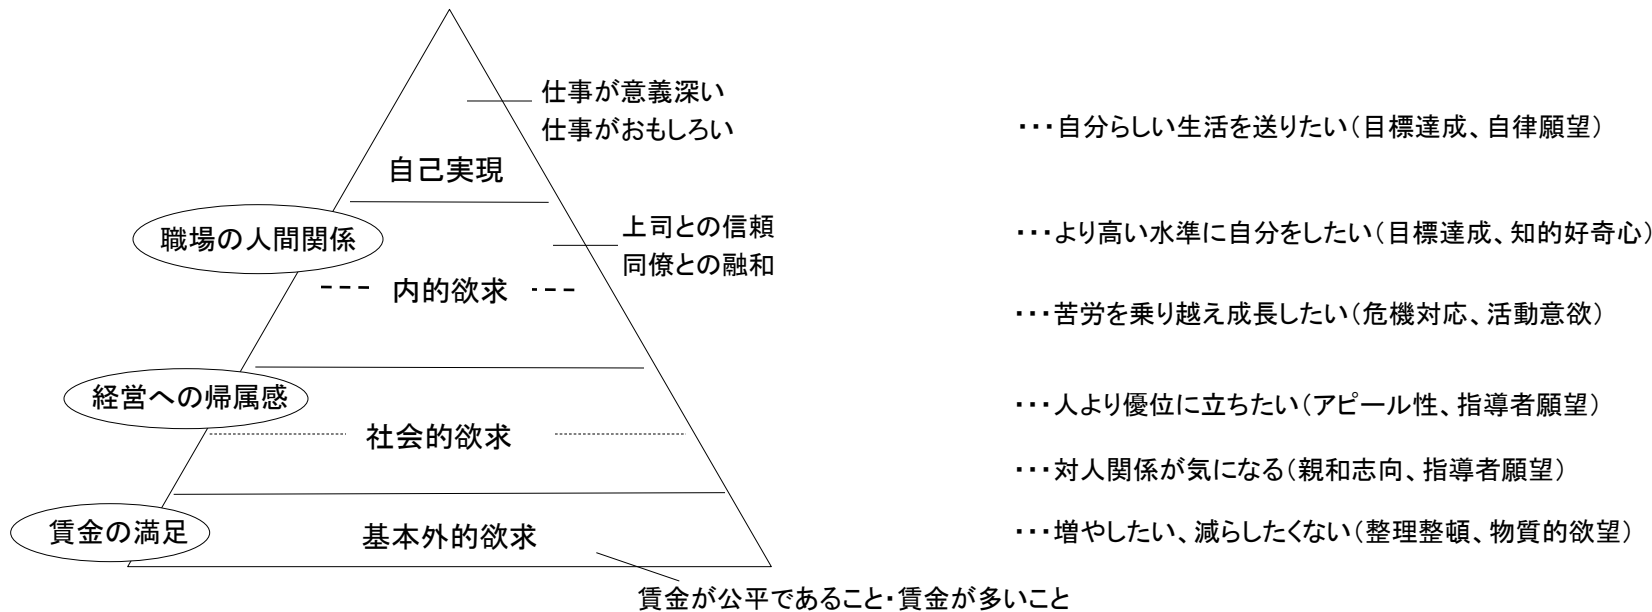 仕事が意義深い
仕事がおもしろい
・・・自分らしい生活を送りたい（目標達成、自律願望）
自己実現
職場の人間関係
上司との信頼
同僚との融和
・・・より高い水準に自分をしたい（目標達成、知的好奇心）
内的欲求
・・・苦労を乗り越え成長したい（危機対応、活動意欲）
経営への帰属感
・・・人より優位に立ちたい（アピール性、指導者願望）
社会的欲求
・・・対人関係が気になる（親和志向、指導者願望）
賃金の満足
基本外的欲求
・・・増やしたい、減らしたくない（整理整頓、物質的欲望）
賃金が公平であること・賃金が多いこと